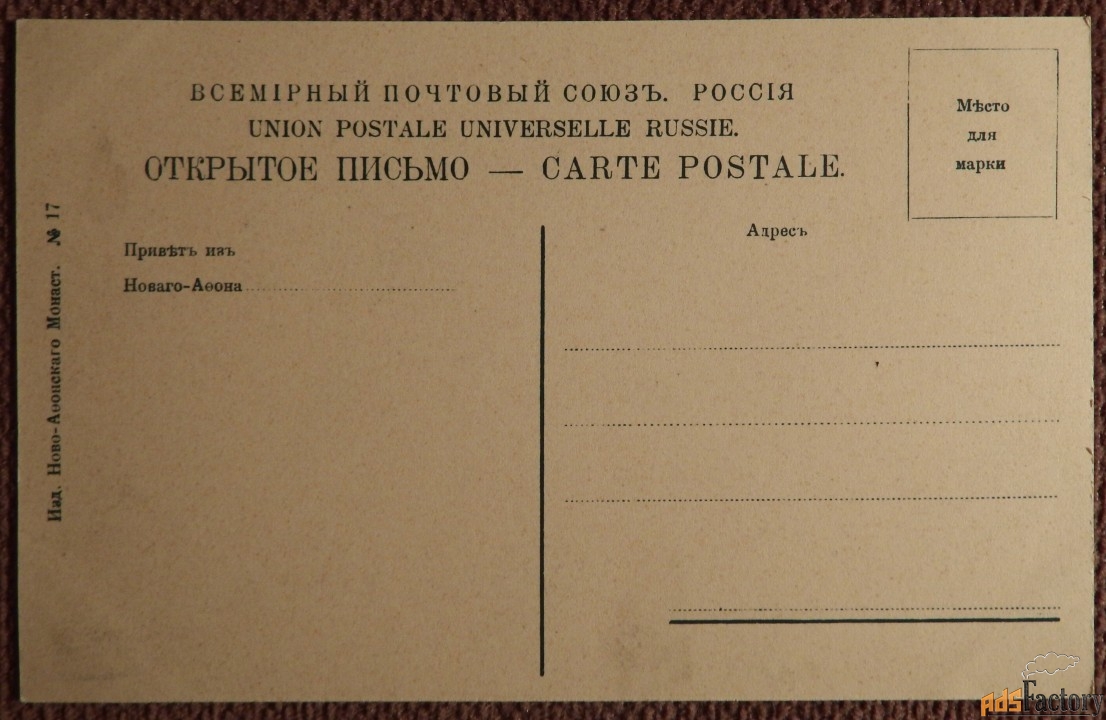 ВСЕМІРНЫЙ ПОЧТОВЫЙ СОЮЗЪ. РОССІЯ
UNION POSTALE UNIVERSELLE RUSSIE.
ОТКРЫТОЕ ПИСЬМО — CARTE POSTALE.
Мѣсто
для
марки
Адресъ
Привѣтъ изъ
Новаго-Аѳона
Изд. Ново-Аѳонскаго Монаст. № 17
AdsFactory